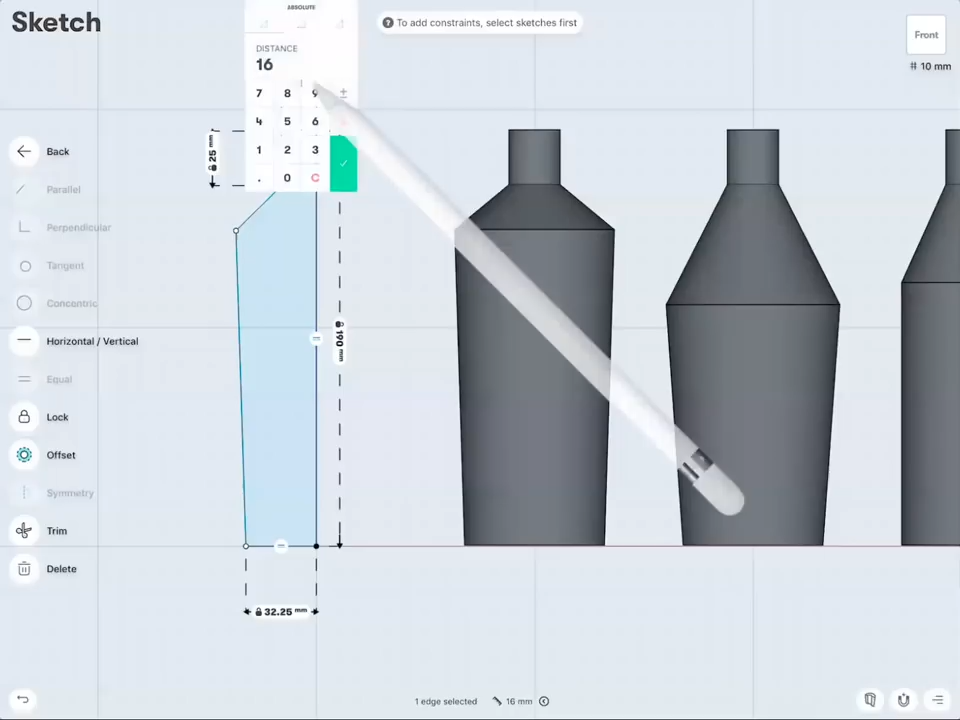 Sketch
ABSOLUTE
To add constraints, select sketches first
Front
10 mm
DISTANCE
16
7 8 9 ±
4 5 6
1 2 3
. 0 C
25 mm
Back
Parallel
Perpendicular
Tangent
Concentric
Horizontal / Vertical
Equal
Lock
Offset
Symmetry
Trim
Delete
190 mm
32.25 mm
1 edge selected
16 mm